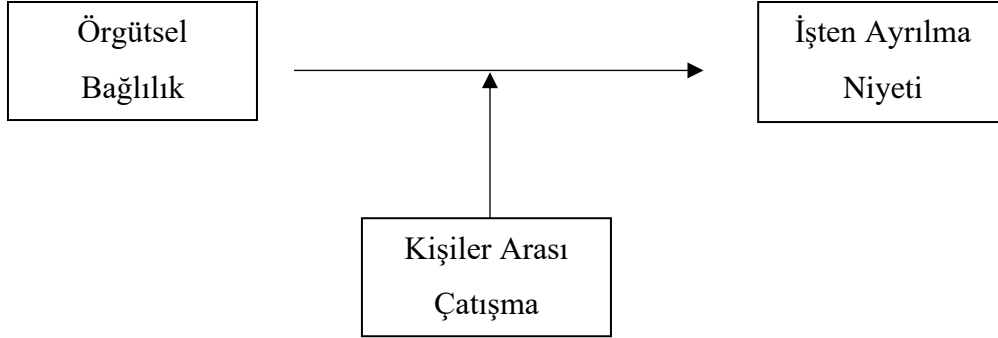 Örgütsel
Bağlılık
İşten Ayrılma
Niyeti
Kişiler Arası
Çatışma